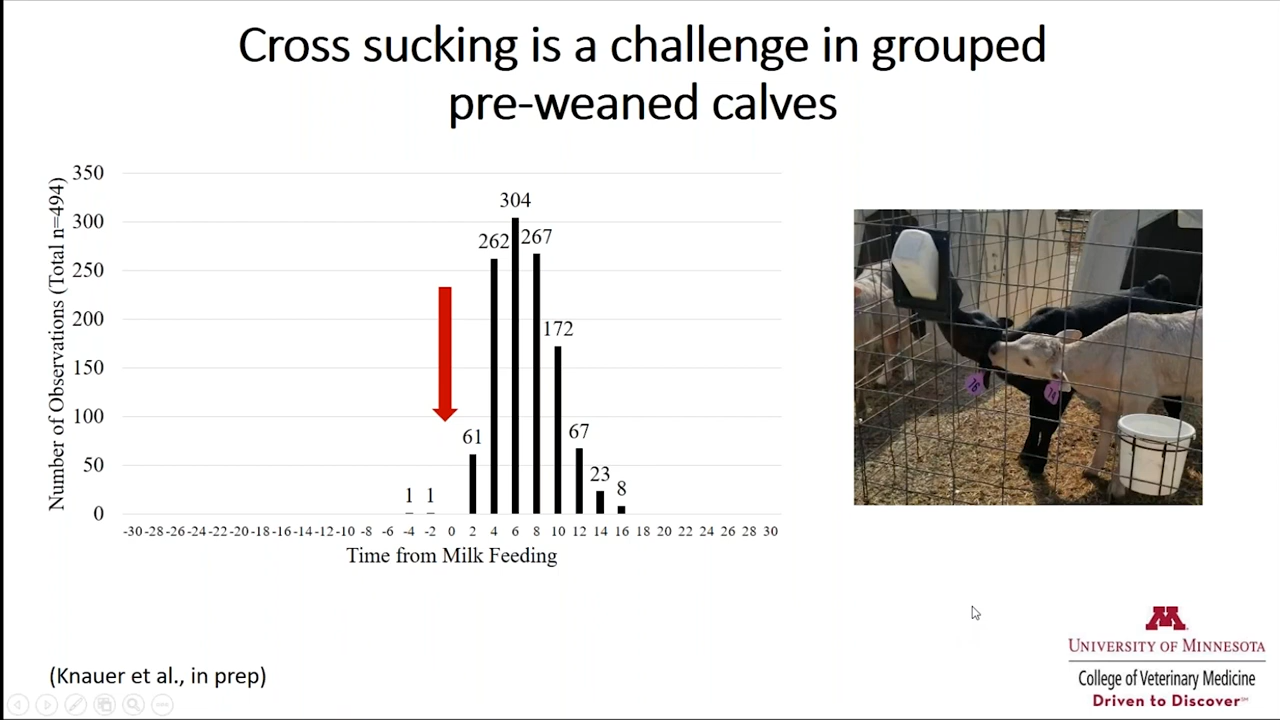 Cross sucking is a challenge in grouped
pre-weaned calves
Number of Observations (Total n=494)
350
300
250
200
150
100
50
0
1
1
61
262
304
267
172
67
23
8
-30 -28 -26 -24 -22 -20 -18 -16 -14 -12 -10 -8 -6 -4 -2 0 2 4 6 8 10 12 14 16 18 20 22 24 26 28 30
Time from Milk Feeding
76
74
(Knauer et al., in prep)
M
UNIVERSITY OF MINNESOTA
College of Veterinary Medicine
Driven to Discover℠